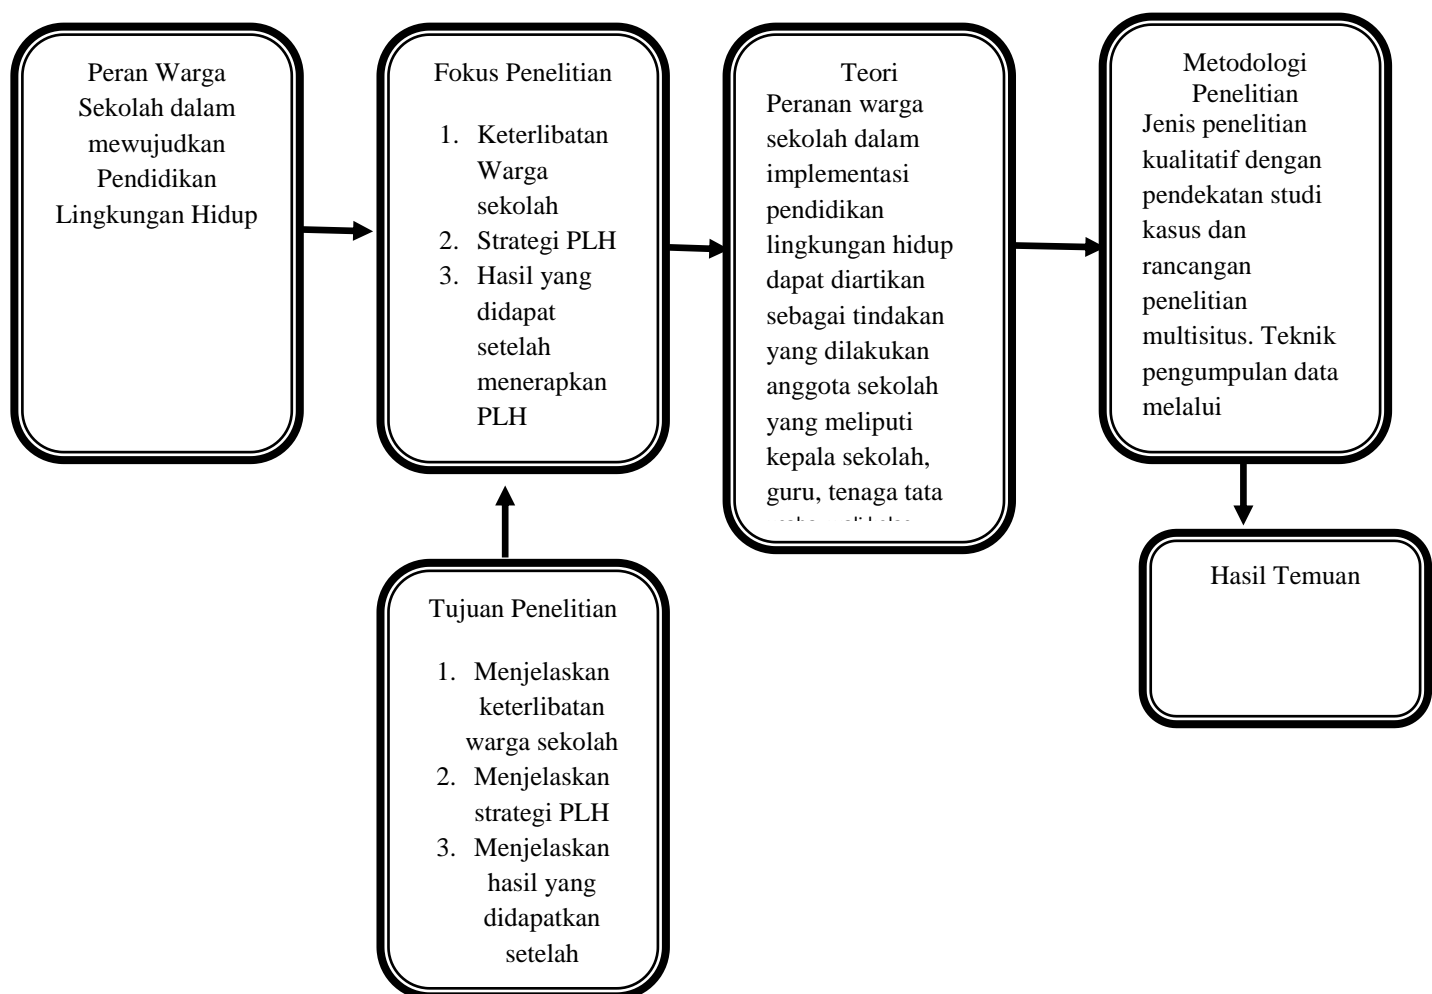 Peran Warga
Sekolah dalam
mewujudkan
Pendidikan
Lingkungan Hidup
Fokus Penelitian
1. Keterlibatan
Warga
sekolah
2. Strategi PLH
3. Hasil yang
didapat
setelah
menerapkan
PLH
Teori
Peranan warga
sekolah dalam
implementasi
pendidikan
lingkungan hidup
dapat diartikan
sebagai tindakan
yang dilakukan
anggota sekolah
yang meliputi
kepala sekolah,
guru, tenaga tata
Metodologi
Penelitian
Jenis penelitian
kualitatif dengan
pendekatan studi
kasus dan
rancangan
penelitian
multisitus. Teknik
pengumpulan data
melalui
Tujuan Penelitian
1. Menjelaskan
keterlibatan
warga sekolah
2. Menjelaskan
strategi PLH
3. Menjelaskan
hasil yang
didapatkan
setelah
Hasil Temuan